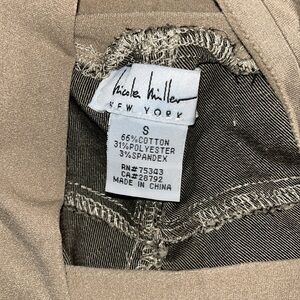 nicole miller
NEW YORK
S
66%COTTON
31%POLYESTER
3%SPANDEX
RN#75343
CA#28792
MADE IN CHINA